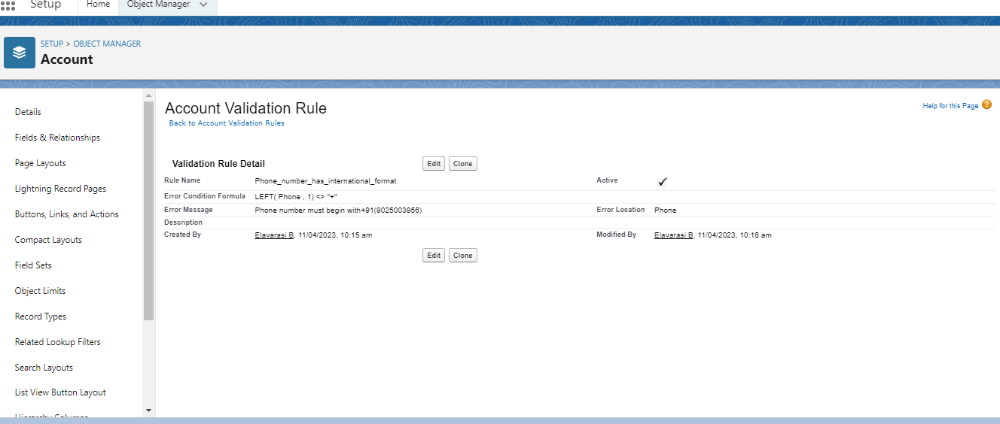 Setup
Home
Object Manager
SETUP > OBJECT MANAGER
Account
Details
Fields & Relationships
Page Layouts
Lightning Record Pages
Buttons, Links, and Actions
Compact Layouts
Field Sets
Object Limits
Record Types
Related Lookup Filters
Search Layouts
List View Button Layout
Hierarchy Columns
Account Validation Rule
Back to Account Validation Rules
Help for this Page ?
Validation Rule Detail
Edit Clone
Rule Name Phone_number_has_international_format Active ✓
Error Condition Formula LEFT( Phone , 1) <> "+"
Error Message Phone number must begin with+91(9025003956) Error Location Phone
Description
Created By Elavarasi B, 11/04/2023, 10:15 am Modified By Elavarasi B, 11/04/2023, 10:16 am
Edit Clone